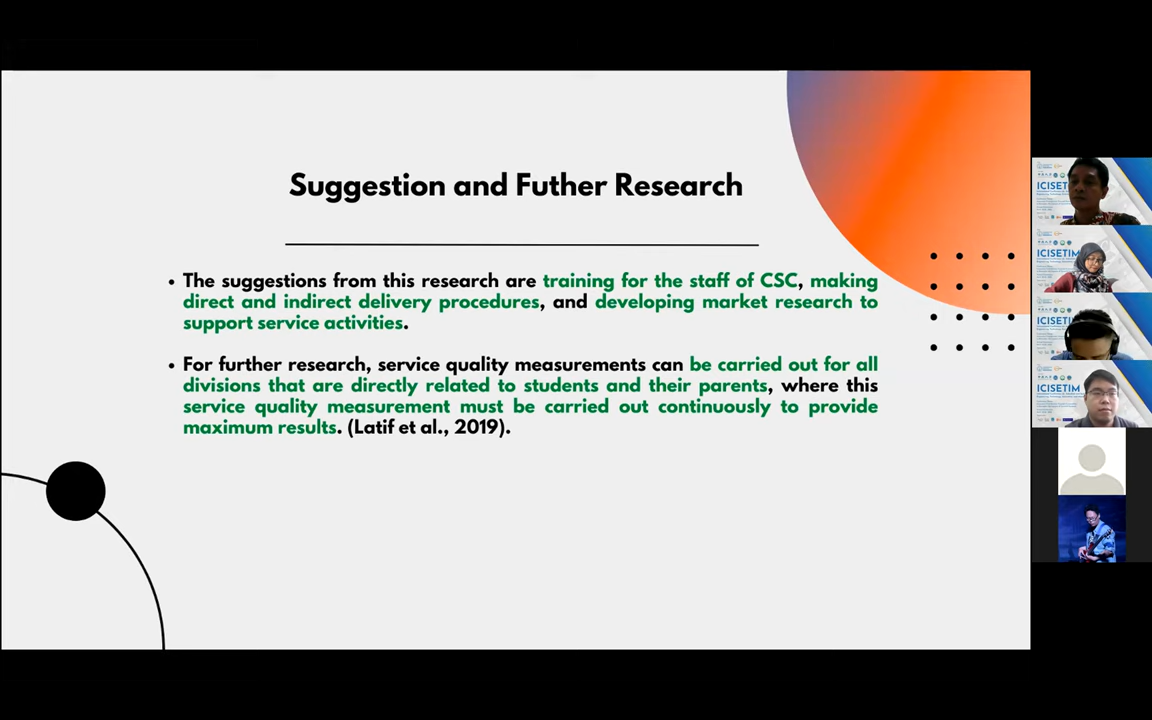 Suggestion and Futher Research
• The suggestions from this research are training for the staff of CSC, making
direct and indirect delivery procedures, and developing market research to
support service activities.
• For further research, service quality measurements can be carried out for all
divisions that are directly related to students and their parents, where this
service quality measurement must be carried out continuously to provide
maximum results. (Latif et al., 2019).
ICISETIM
ICISETI
ICISETIM